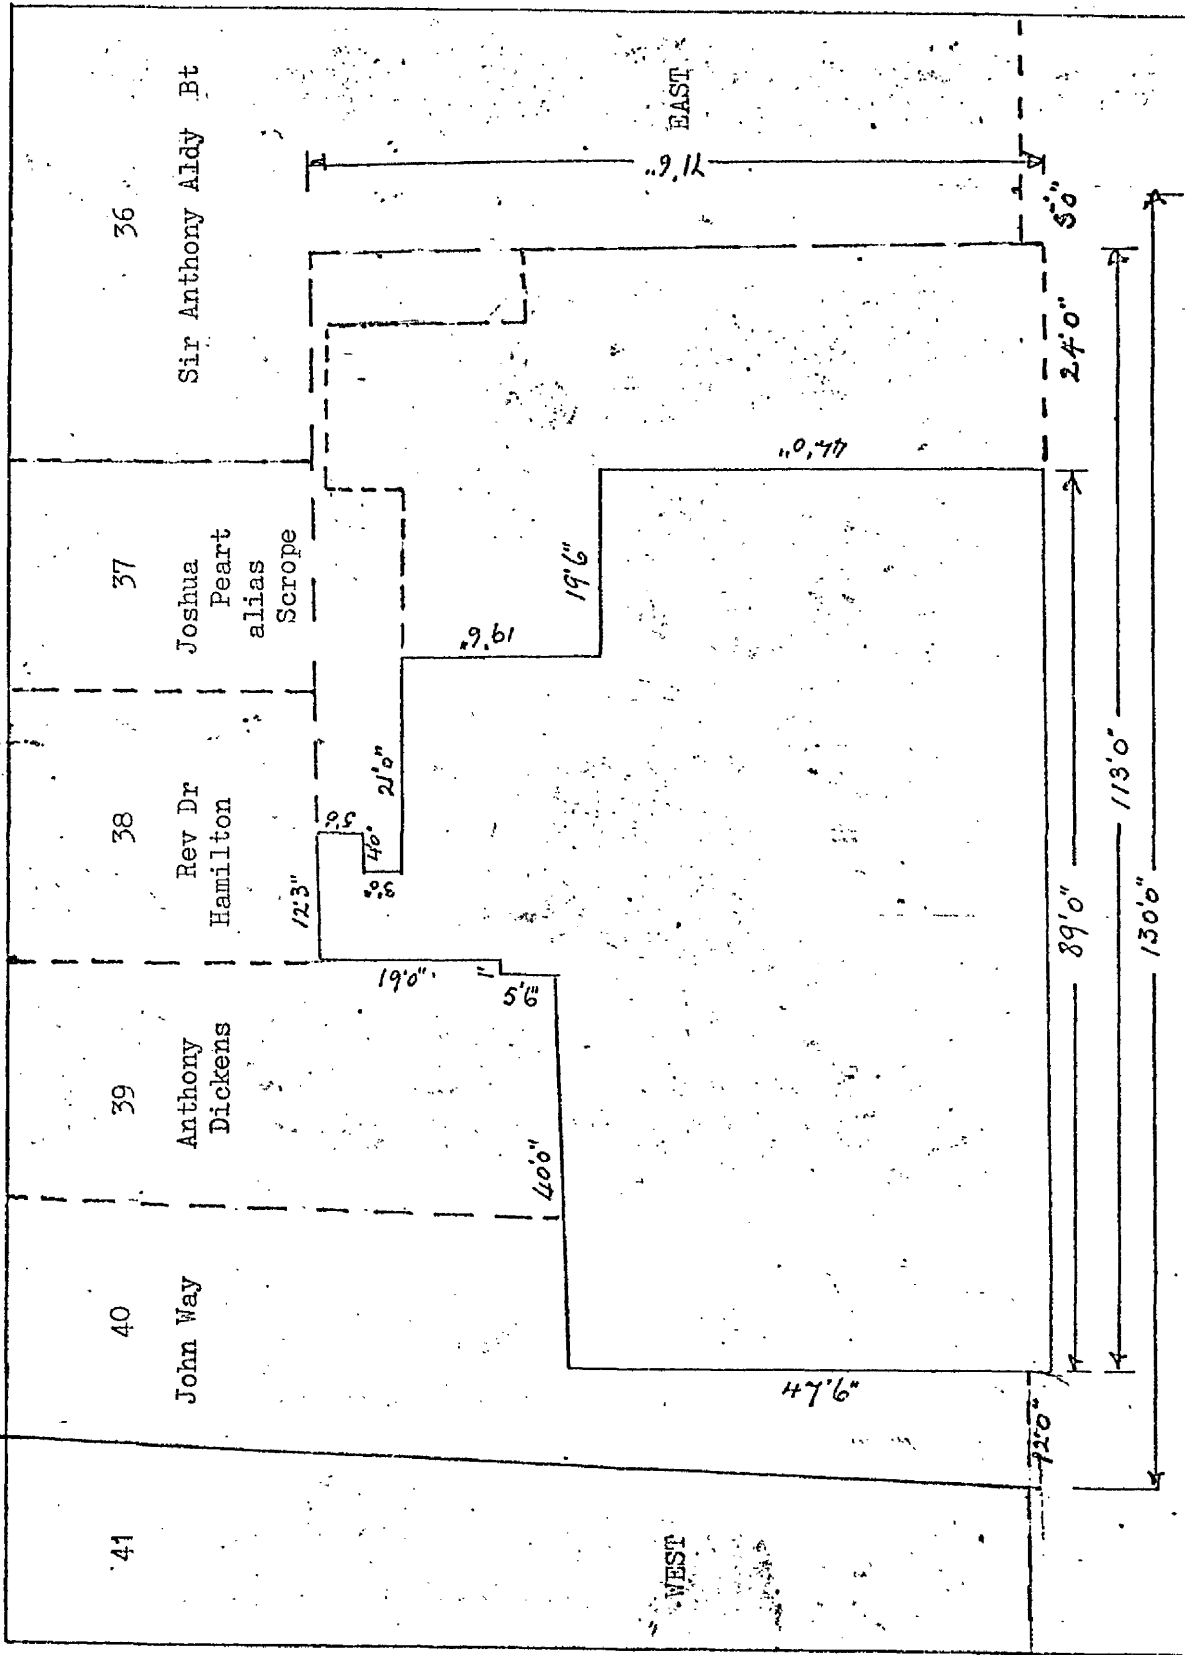 41
40
39
38
37
36
John Way
Anthony
Dickens
Rev Dr
Hamilton
Joshua
Peart
alias
Scrope
Sir Anthony Aldy Bt
12'3"
5'6
19'0"
3'0"
4'0"
21'0"
1"
5'6"
19'6"
19'6"
40'0"
71'6"
WEST
EAST
47'6"
44'0"
12'0"
24'0"
5'0"
89'0"
113'0"
130'0"